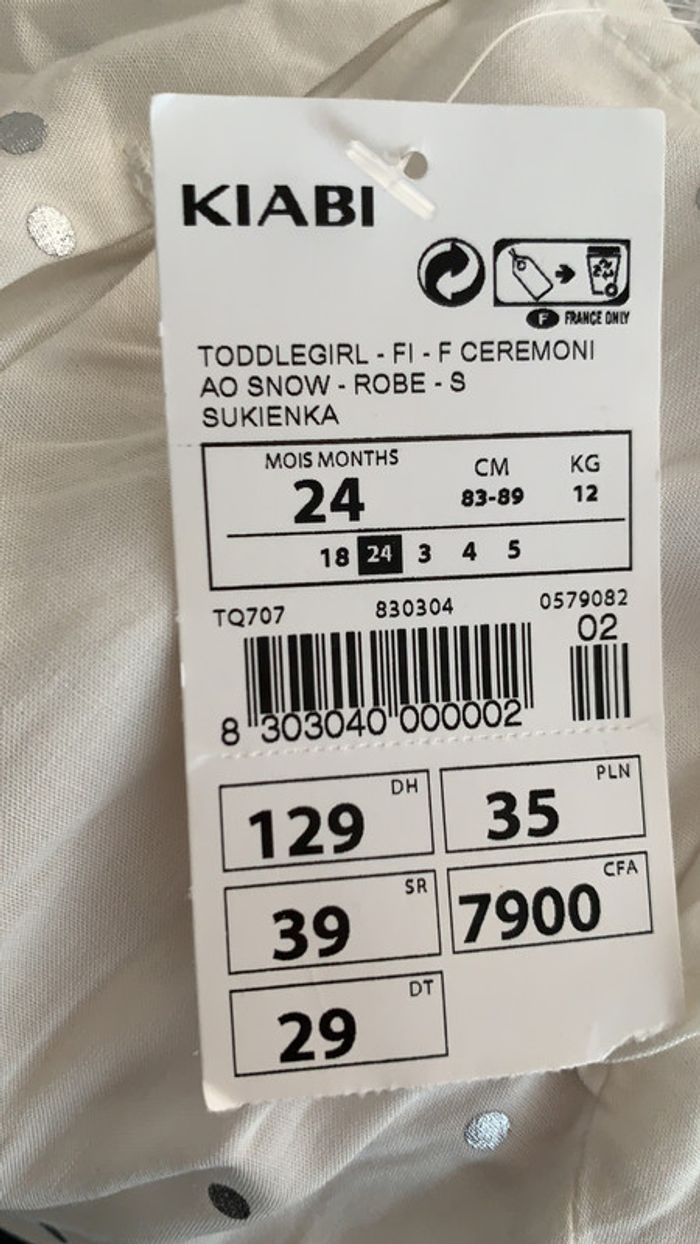 KIABI
F FRANCE ONLY
TODDLEGIRL - FI - F CEREMONI
AO SNOW - ROBE - S
SUKIENKA
MOIS MONTHS CM KG
24 83-89 12
18 24 3 4 5
TQ707 830304 0579082
02
8 303040 000002
129 DH
35 PLN
39 SR
7900 CFA
29 DT